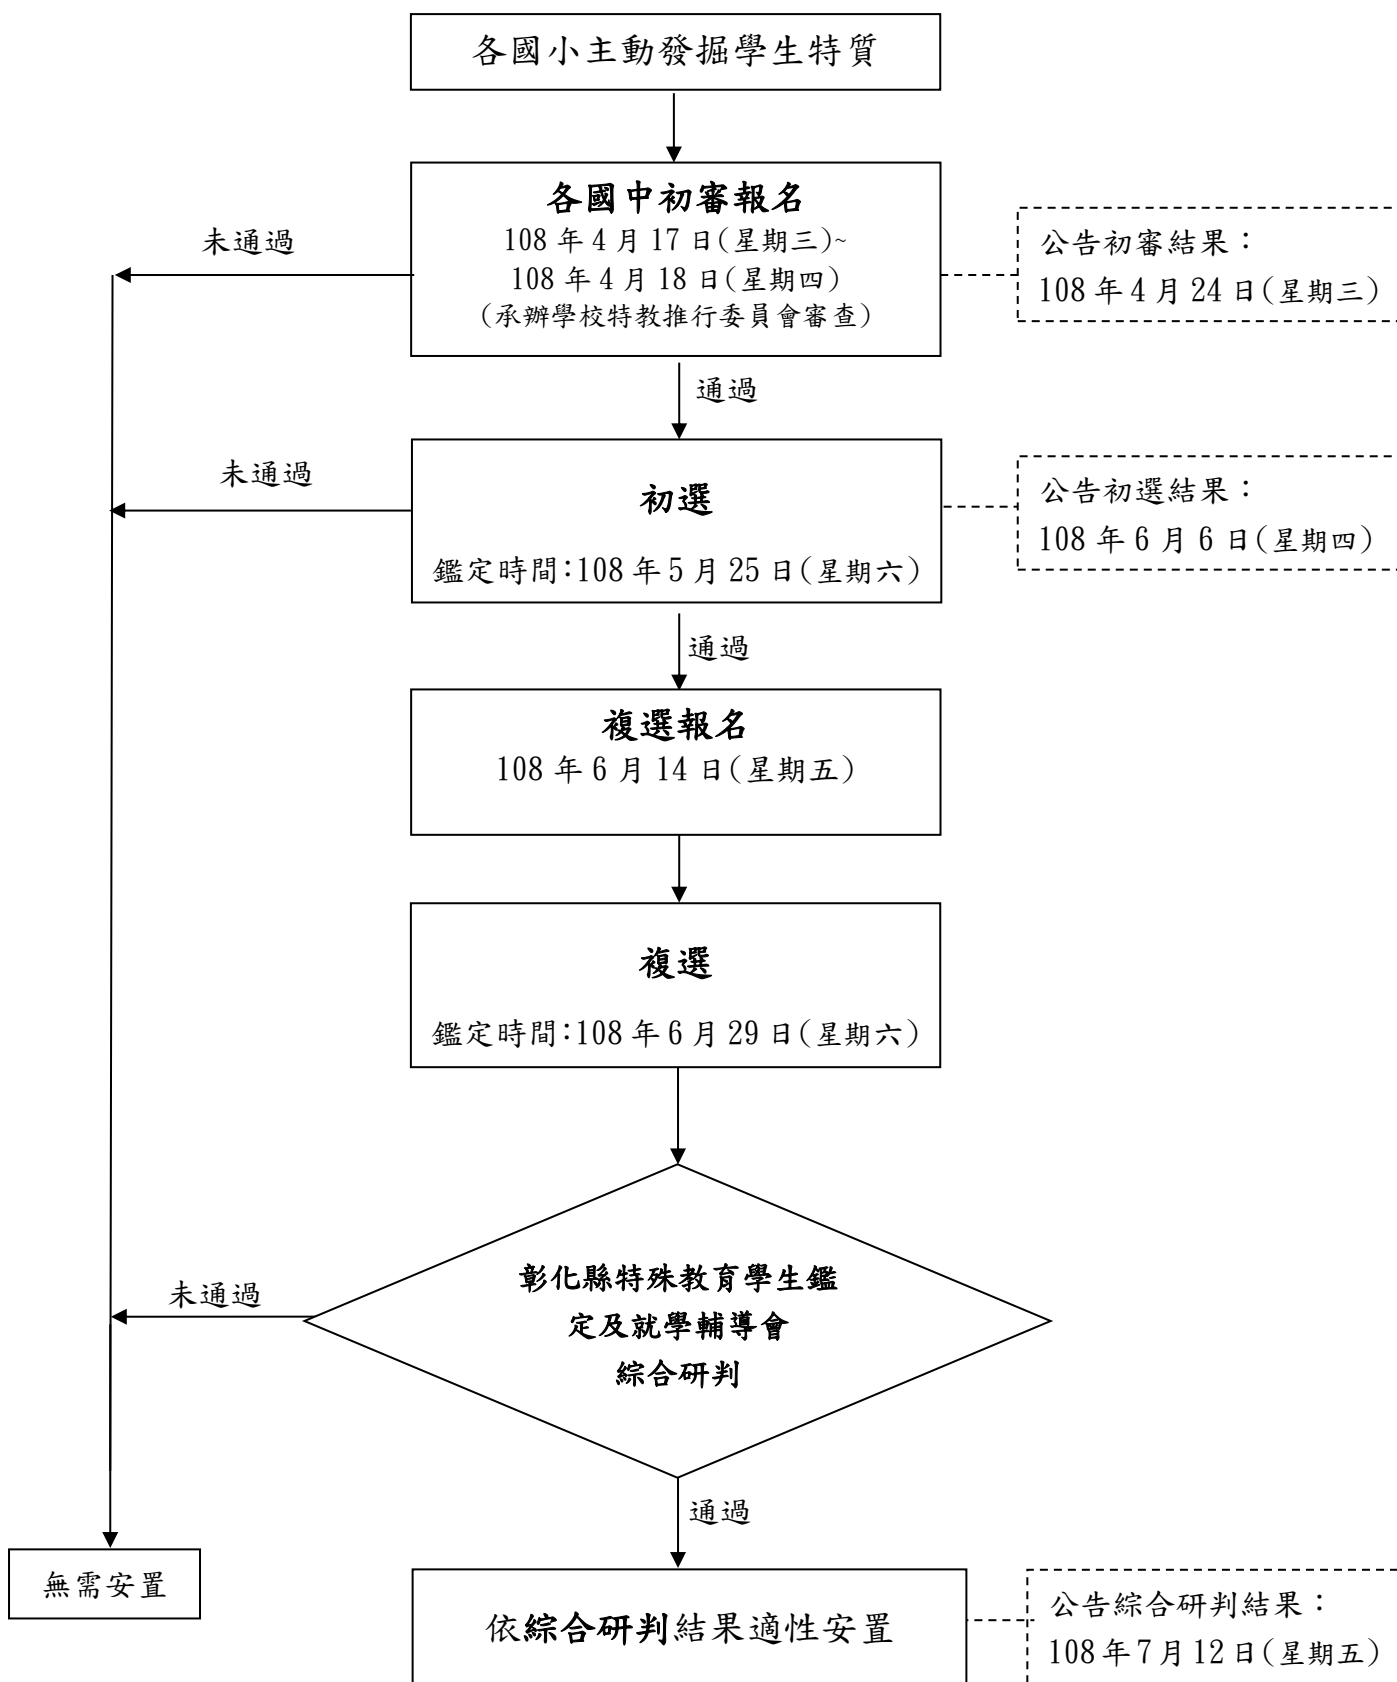 各國小主動發掘學生特質
各國中初審報名
108 年 4 月 17 日(星期三)~
108 年 4 月 18 日(星期四)
(承辦學校特教推行委員會審查)
未通過
公告初審結果：
108 年 4 月 24 日(星期三)
通過
初選
鑑定時間:108 年 5 月 25 日(星期六)
未通過
公告初選結果：
108 年 6 月 6 日(星期四)
通過
複選報名
108 年 6 月 14 日(星期五)
複選
鑑定時間:108 年 6 月 29 日(星期六)
彰化縣特殊教育學生鑑
定及就學輔導會
綜合研判
未通過
通過
無需安置
依綜合研判結果適性安置
公告綜合研判結果：
108 年 7 月 12 日(星期五)